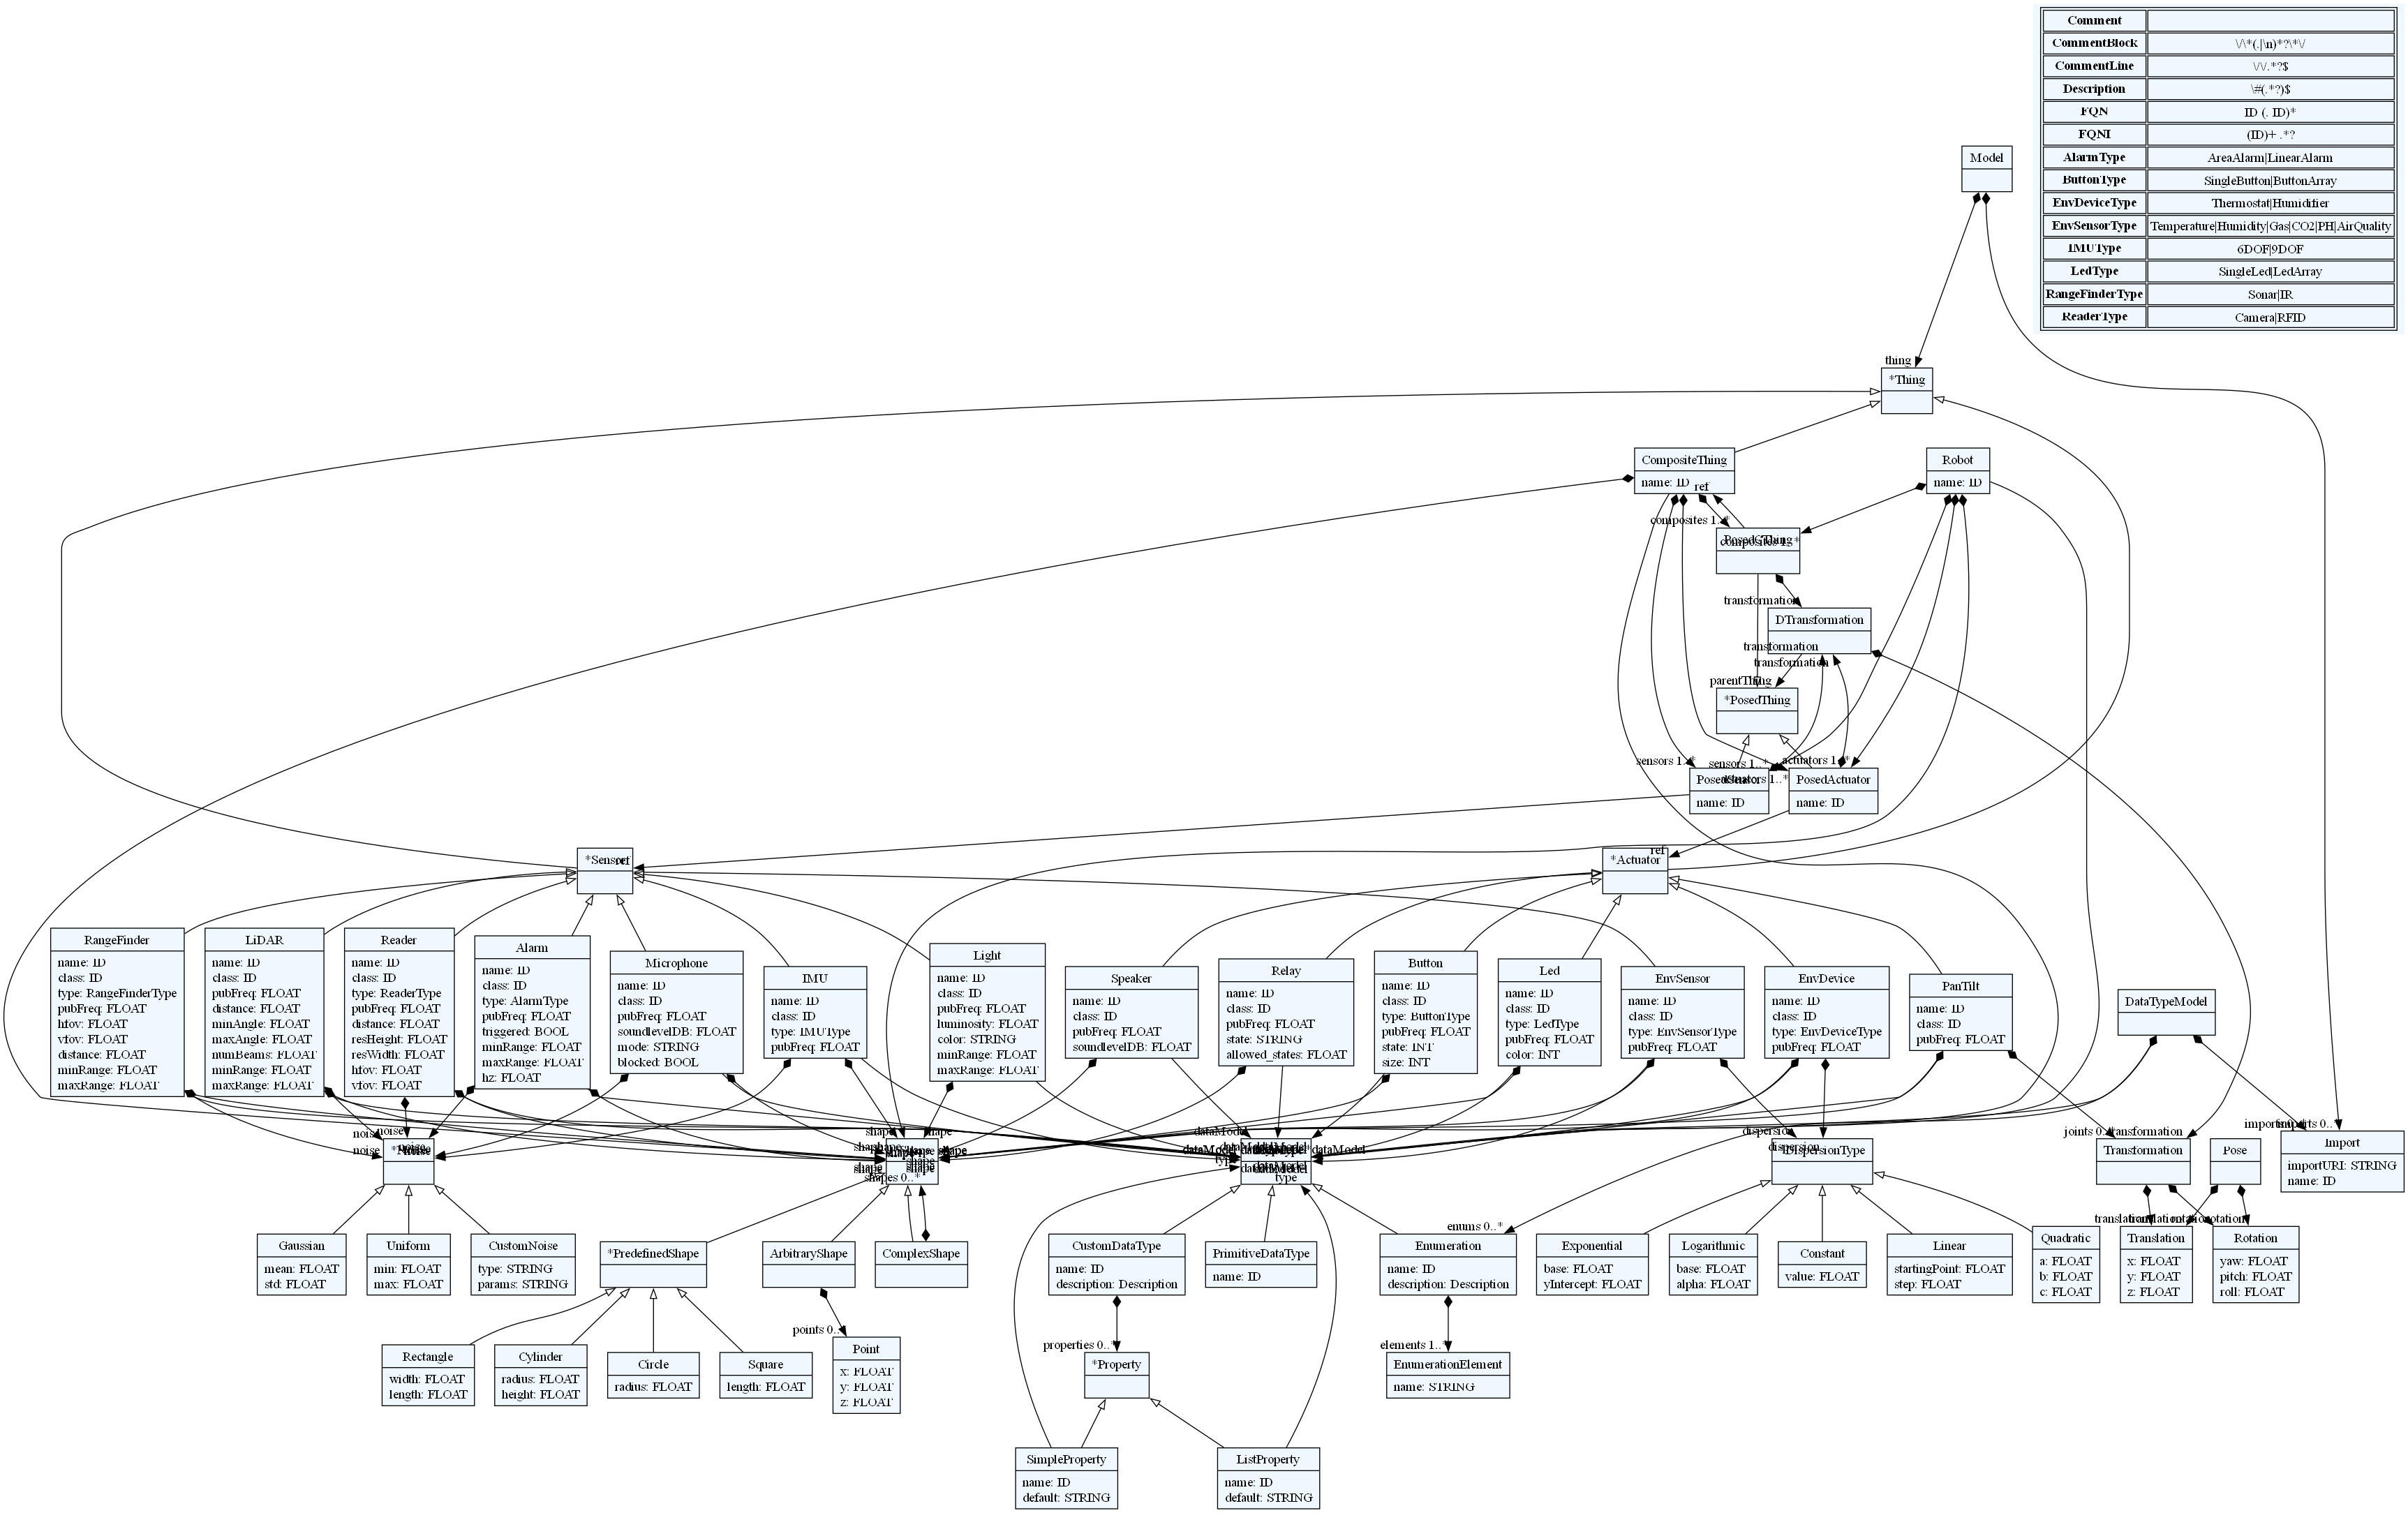 Comment
CommentBlock \/\*(.|\n)*?\*\/
CommentLine \/\/.*?$
Description \#(.*?)$
FQN ID (. ID)*
FQNI (ID)+ .*?
AlarmType AreaAlarm|LinearAlarm
ButtonType SingleButton|ButtonArray
EnvDeviceType Thermostat|Humidifier
EnvSensorType Temperature|Humidity|Gas|CO2|PH|AirQuality
IMUType 6DOF|9DOF
LedType SingleLed|LedArray
RangeFinderType Sonar|IR
ReaderType Camera|RFID
Model
thing
*Thing
CompositeThing
name: ID
ref
Robot
name: ID
composites 1..*
PosedCThing
composites 1..*
transformation
DTransformation
transformation
transformation
parentThing
*PosedThing
sensors 1..*
sensors 1..*
actuators 1..*
actuators 1..*
PosedSensor
name: ID
PosedActuator
name: ID
*Sensor
ref
ref
*Actuator
RangeFinder
name: ID
class: ID
type: RangeFinderType
pubFreq: FLOAT
hfov: FLOAT
vfov: FLOAT
distance: FLOAT
minRange: FLOAT
maxRange: FLOAT
LiDAR
name: ID
class: ID
pubFreq: FLOAT
distance: FLOAT
minAngle: FLOAT
maxAngle: FLOAT
numBeams: FLOAT
minRange: FLOAT
maxRange: FLOAT
Reader
name: ID
class: ID
type: ReaderType
pubFreq: FLOAT
distance: FLOAT
resHeight: FLOAT
resWidth: FLOAT
hfov: FLOAT
vfov: FLOAT
Alarm
name: ID
class: ID
type: AlarmType
pubFreq: FLOAT
triggered: BOOL
minRange: FLOAT
maxRange: FLOAT
hz: FLOAT
Microphone
name: ID
class: ID
pubFreq: FLOAT
soundlevelDB: FLOAT
mode: STRING
blocked: BOOL
IMU
name: ID
class: ID
type: IMUType
pubFreq: FLOAT
Light
name: ID
class: ID
pubFreq: FLOAT
luminosity: FLOAT
color: STRING
minRange: FLOAT
maxRange: FLOAT
Speaker
name: ID
class: ID
pubFreq: FLOAT
soundlevelDB: FLOAT
Relay
name: ID
class: ID
pubFreq: FLOAT
state: STRING
allowed_states: FLOAT
Button
name: ID
class: ID
type: ButtonType
pubFreq: FLOAT
state: INT
size: INT
Led
name: ID
class: ID
type: LedType
pubFreq: FLOAT
color: INT
EnvSensor
name: ID
class: ID
type: EnvSensorType
pubFreq: FLOAT
EnvDevice
name: ID
class: ID
type: EnvDeviceType
pubFreq: FLOAT
PanTilt
name: ID
class: ID
pubFreq: FLOAT
DataTypeModel
noise
noise
noise
noise
shape
shape
shape
shape
shape
shape
shape
shapes 0..*
dataModel
dataModel
dataModel
dataModel
type
type
dispersion
dispersion
*DispersionType
joints 0..*
transformation
Transformation
Pose
imports 0..*
Import
importURI: STRING
name: ID
Gaussian
mean: FLOAT
std: FLOAT
Uniform
min: FLOAT
max: FLOAT
CustomNoise
type: STRING
params: STRING
*PredefinedShape
ArbitraryShape
ComplexShape
CustomDataType
name: ID
description: Description
PrimitiveDataType
name: ID
enums 0..*
Enumeration
name: ID
description: Description
Exponential
base: FLOAT
yIntercept: FLOAT
Logarithmic
base: FLOAT
alpha: FLOAT
Constant
value: FLOAT
Linear
startingPoint: FLOAT
step: FLOAT
Quadratic
a: FLOAT
b: FLOAT
c: FLOAT
translation
translation
rotation
rotation
Translation
x: FLOAT
y: FLOAT
z: FLOAT
Rotation
yaw: FLOAT
pitch: FLOAT
roll: FLOAT
Rectangle
width: FLOAT
length: FLOAT
Cylinder
radius: FLOAT
height: FLOAT
Circle
radius: FLOAT
Square
length: FLOAT
points 0..*
Point
x: FLOAT
y: FLOAT
z: FLOAT
properties 0..*
*Property
elements 1..*
EnumerationElement
name: STRING
SimpleProperty
name: ID
default: STRING
ListProperty
name: ID
default: STRING